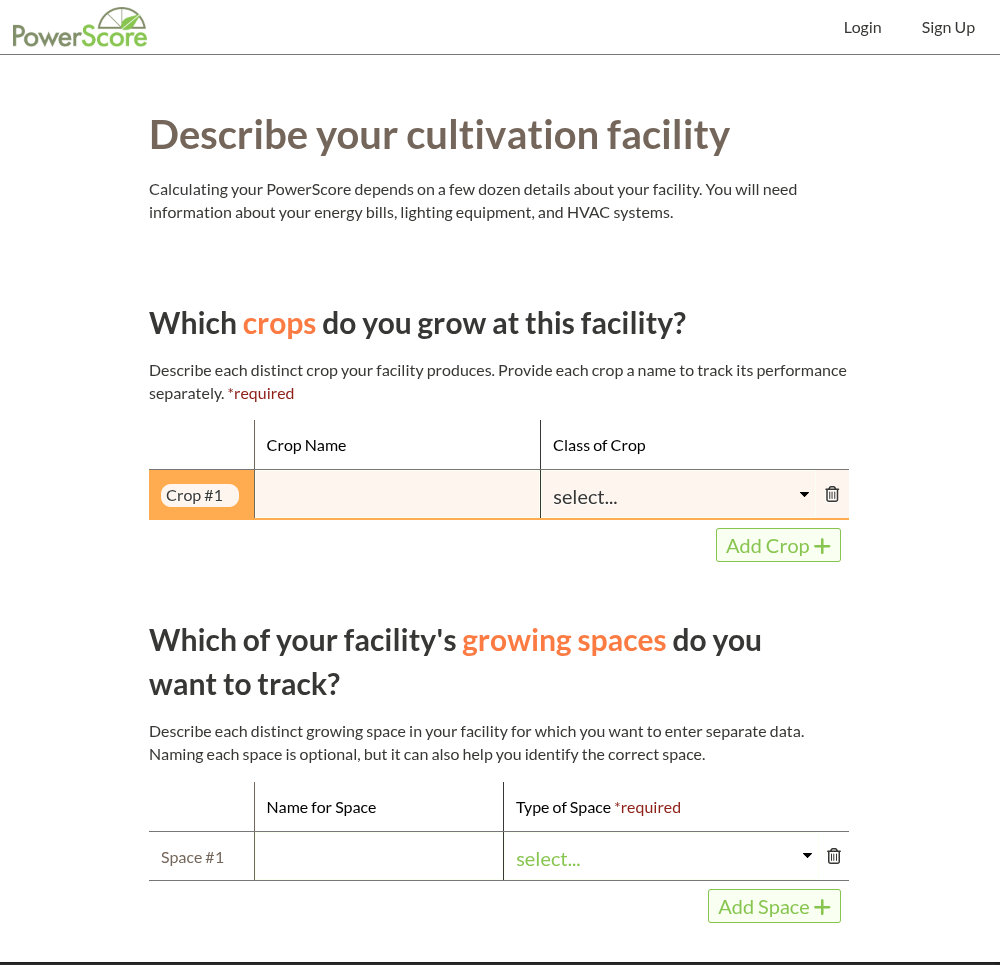 PowerScore
Login
Sign Up
Describe your cultivation facility
Calculating your PowerScore depends on a few dozen details about your facility. You will need
information about your energy bills, lighting equipment, and HVAC systems.
Which crops do you grow at this facility?
Describe each distinct crop your facility produces. Provide each crop a name to track its performance
separately. *required
Crop Name
Class of Crop
Crop #1
select...
Add Crop
Which of your facility's growing spaces do you
want to track?
Describe each distinct growing space in your facility for which you want to enter separate data.
Naming each space is optional, but it can also help you identify the correct space.
Name for Space
Type of Space *required
Space #1
select...
Add Space